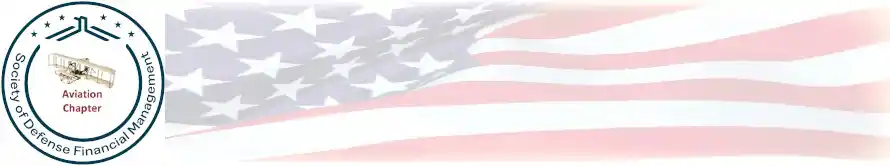 Aviation
Chapter
Society of Defense Financial Management